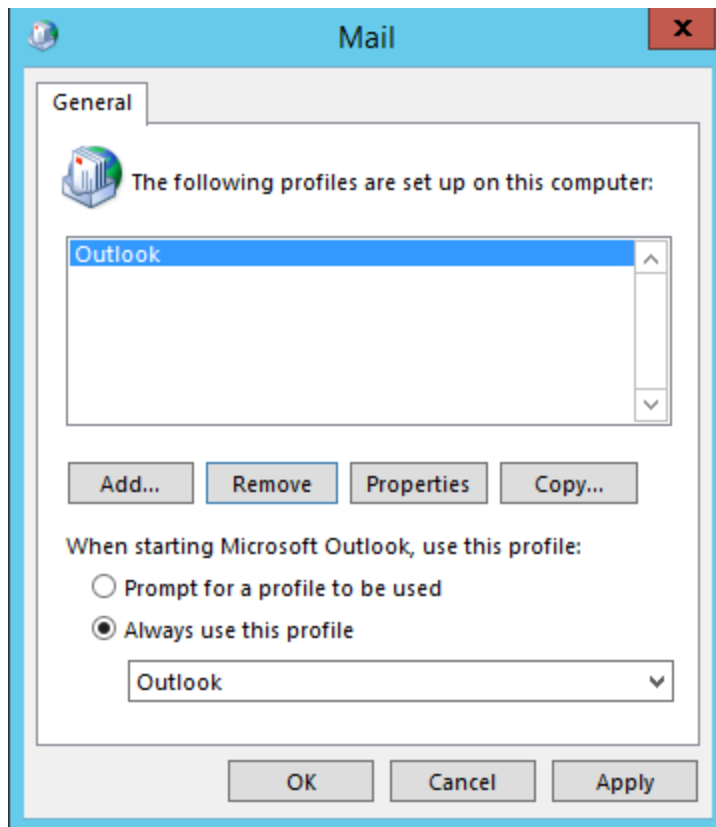 Mail
x
General
The following profiles are set up on this computer:
Outlook
Add... Remove Properties Copy...
When starting Microsoft Outlook, use this profile:
Prompt for a profile to be used
Always use this profile
Outlook
OK Cancel Apply